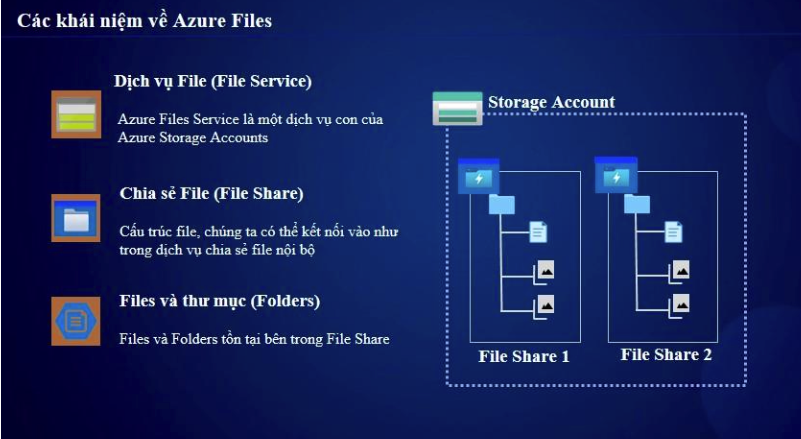 Các khái niệm về Azure Files
Dịch vụ File (File Service)
Azure Files Service là một dịch vụ con của
Azure Storage Accounts
Chia sẻ File (File Share)
Cấu trúc file, chúng ta có thể kết nối vào như
trong dịch vụ chia sẻ file nội bộ
Files và thư mục (Folders)
Files và Folders tồn tại bên trong File Share
Storage Account
File Share 1
File Share 2